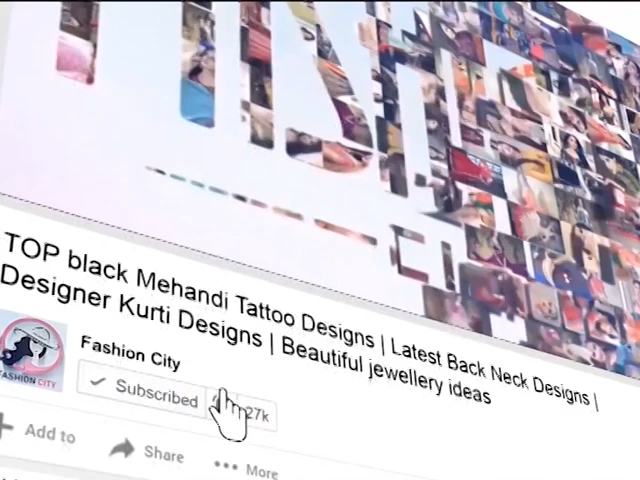 TOP black Mehandi Tattoo Designs | Latest Back Neck Designs |
Designer Kurti Designs | Beautiful jewellery ideas
Fashion City
FASHION CITY
Subscribed
27k
Add to
Share
More